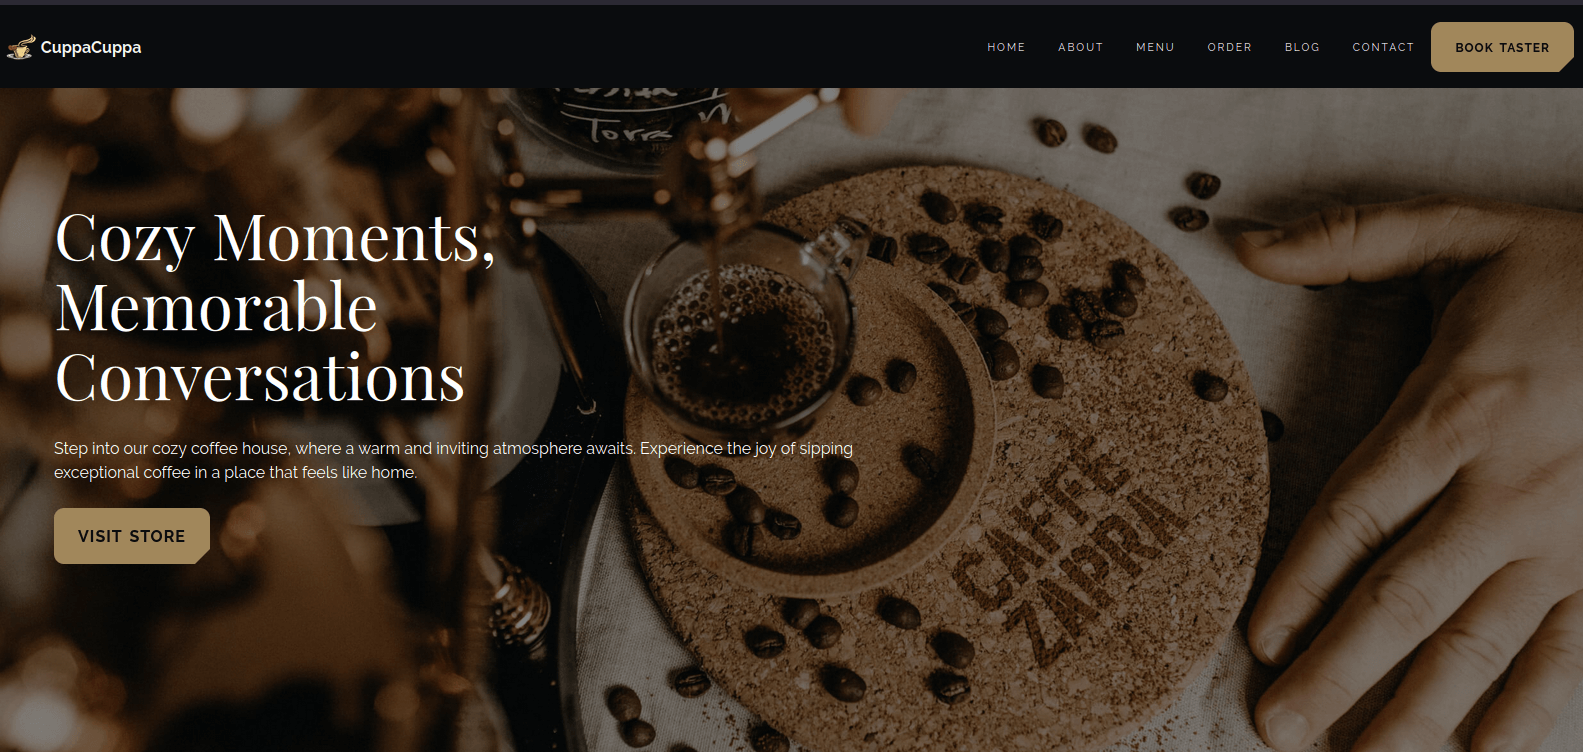 CuppaCuppa
HOME ABOUT MENU ORDER BLOG CONTACT BOOK TASTER
Torra
Cozy Moments,
Memorable
Conversations
Step into our cozy coffee house, where a warm and inviting atmosphere awaits. Experience the joy of sipping
exceptional coffee in a place that feels like home.
VISIT STORE
CAFFÈ
ZAPPA